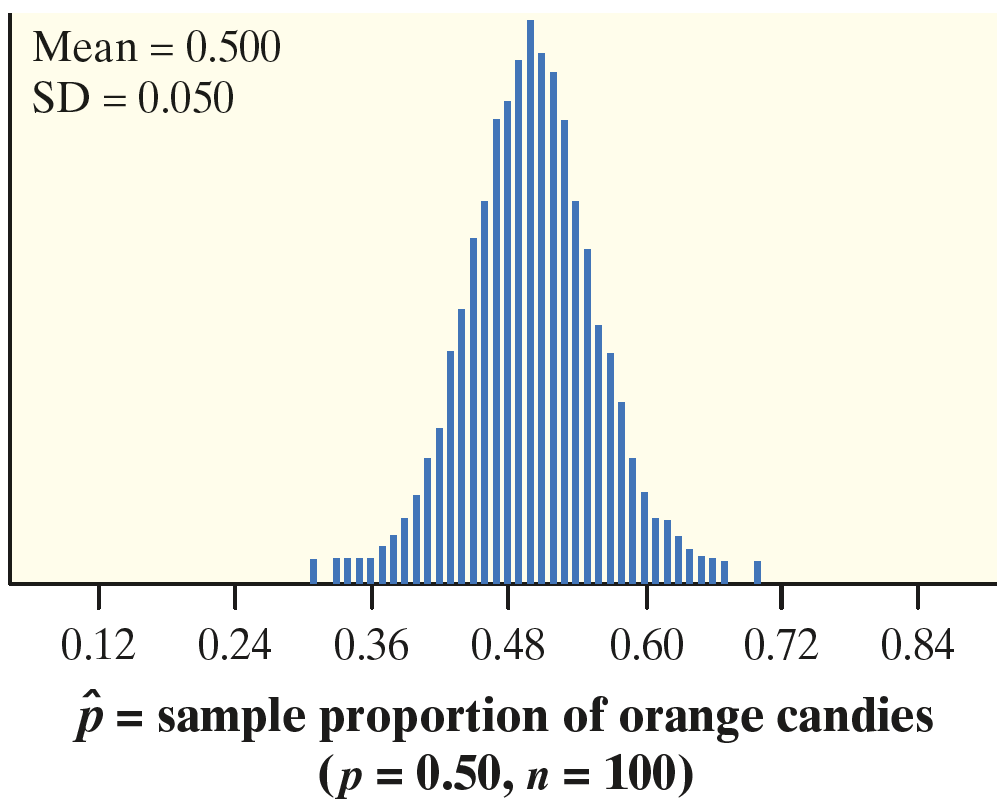 Mean = 0.500
SD = 0.050
0.12 0.24 0.36 0.48 0.60 0.72 0.84
p̂ = sample proportion of orange candies
(p = 0.50, n = 100)